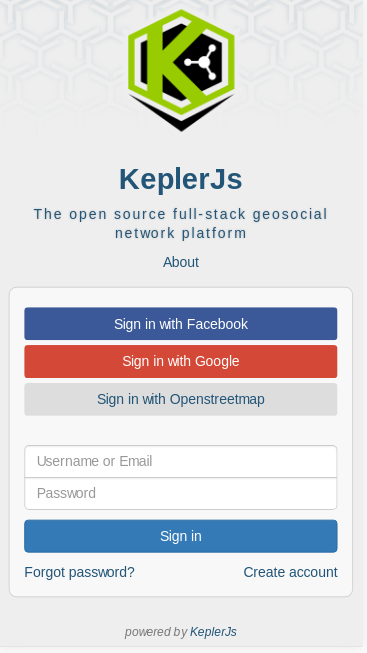 KeplerJs
The open source full-stack geosocial
network platform
About
Sign in with Facebook
Sign in with Google
Sign in with Openstreetmap
Username or Email
Password
Sign in
Forgot password? Create account
powered by KeplerJs